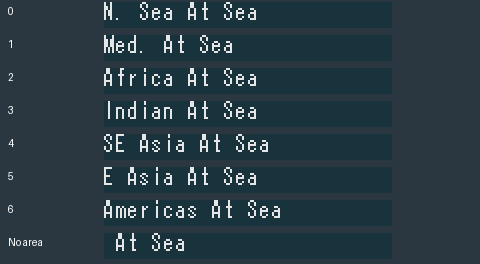 0 N. Sea At Sea
1 Med. At Sea
2 Africa At Sea
3 Indian At Sea
4 SE Asia At Sea
5 E Asia At Sea
6 Americas At Sea
Noarea At Sea